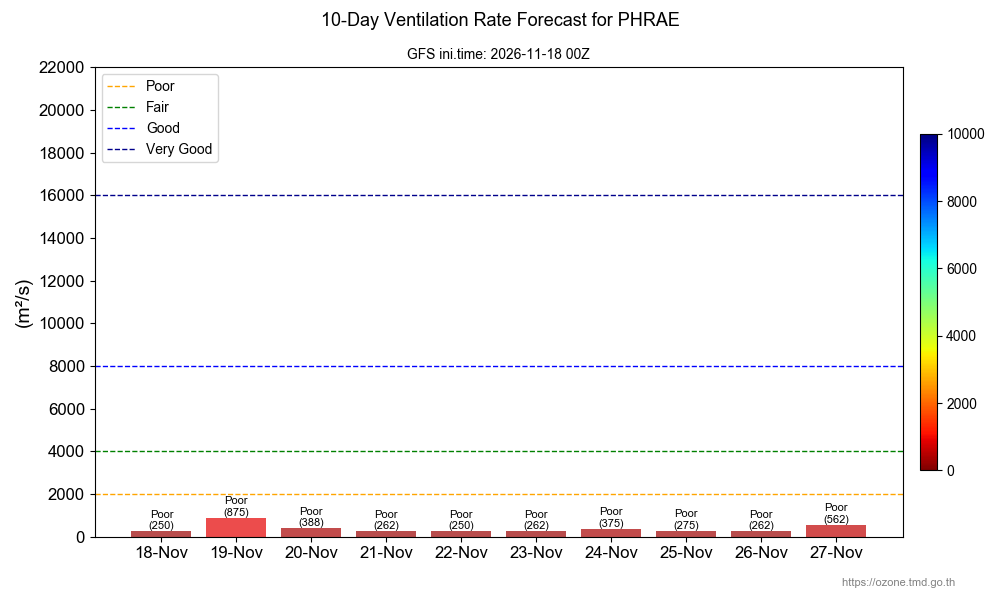 10-Day Ventilation Rate Forecast for PHRAE
GFS ini.time: 2026-11-18 00Z
(m²/s)
22000
20000
18000
16000
14000
12000
10000
8000
6000
4000
2000
0
Poor
Fair
Good
Very Good
Poor
(250)
Poor
(875)
Poor
(388)
Poor
(262)
Poor
(250)
Poor
(262)
Poor
(375)
Poor
(275)
Poor
(262)
Poor
(562)
18-Nov 19-Nov 20-Nov 21-Nov 22-Nov 23-Nov 24-Nov 25-Nov 26-Nov 27-Nov
10000
8000
6000
4000
2000
0
https://ozone.tmd.go.th